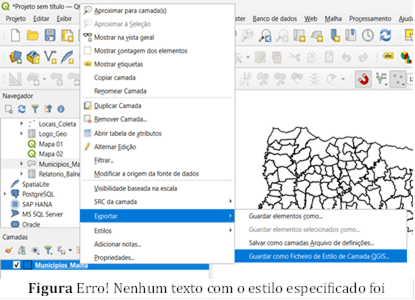 *Projeto sem título — Q
Projeto Editar Exibir
Banco de dados Web Malha Processamento Aju
Navegador
Locais_Coleta
Logo_Geo
Mapa 01
Mapa 02
Municipios_Ma
Relatorio_Balne
SpatiaLite
PostgreSQL
SAP HANA
MS SQL Server
Oracle
Camadas
Municipios_Malha
Aproximar para camada(s)
Aproximar à Seleção
Mostrar na vista geral
Mostrar contagem dos elementos
Mostrar etiquetas
Copiar camada
Renomear Camada
Duplicar Camada
Remover Camada...
Abrir tabela de atributos
Alternar Edição
Filtrar...
Modificar a origem da fonte de dados
Visibilidade baseada na escala
SRC da camada
Exportar
Estilos
Adicionar notas...
Propriedades...
Guardar elementos como...
Guardar elementos selecionados como...
Salvar como camadas Arquivo de definições...
Guardar como Ficheiro de Estilo de Camada QGIS...
Figura Erro! Nenhum texto com o estilo especificado foi